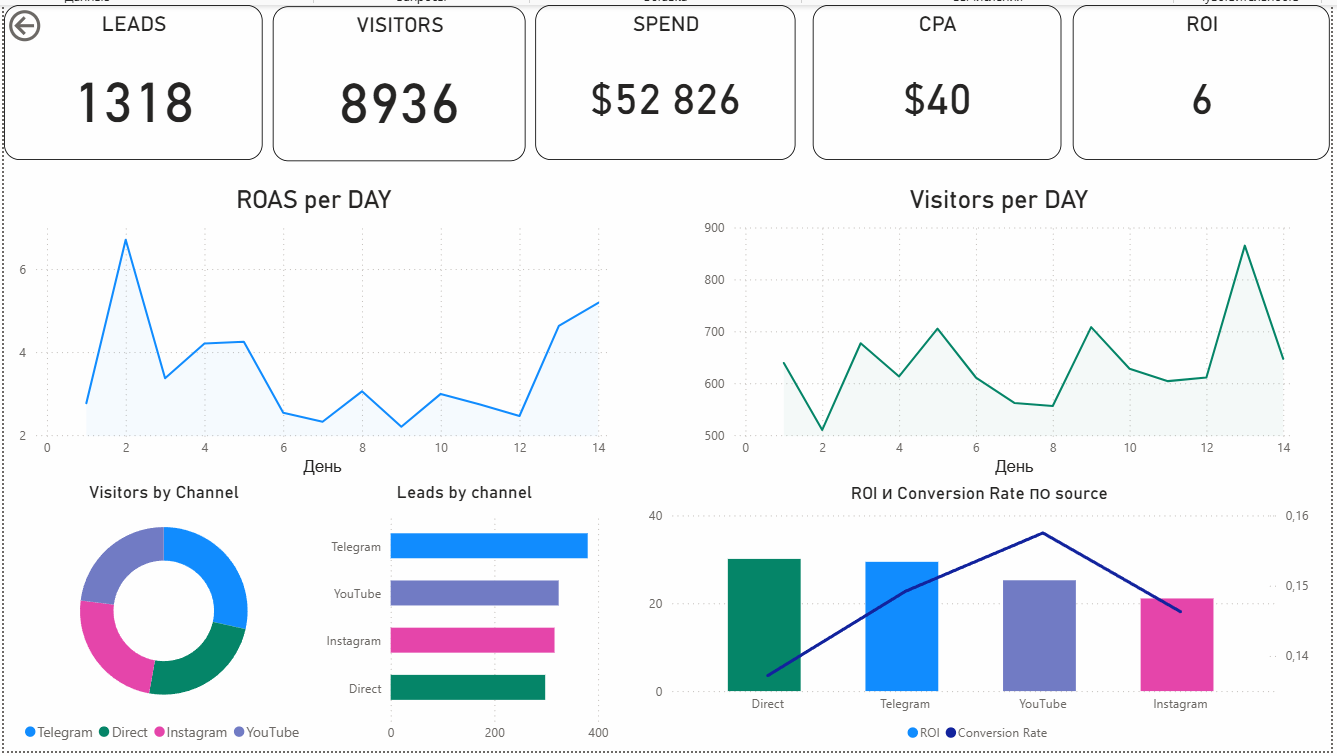 LEADS
VISITORS
SPEND
CPA
ROI
1318
8936
$52 826
$40
6
ROAS per DAY
6
4
2
0
2
4
6
8
10
12
14
День
Visitors per DAY
900
800
700
600
500
0
2
4
6
8
10
12
14
День
Visitors by Channel
Telegram
Direct
Instagram
YouTube
Leads by channel
Telegram
YouTube
Instagram
Direct
0
200
400
ROI и Conversion Rate по source
40
20
0
0,16
0,15
0,14
Direct
Telegram
YouTube
Instagram
ROI
Conversion Rate